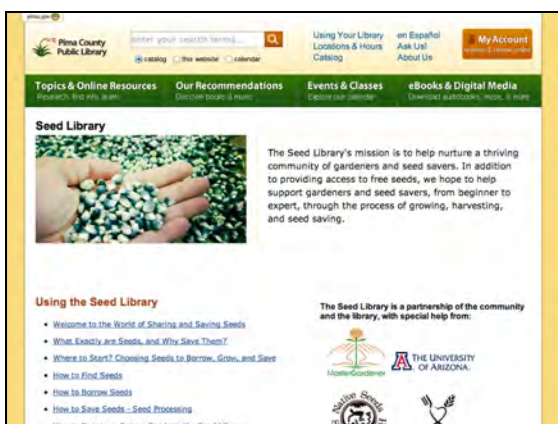 pima.gov
Pima County
Public Library
enter your search terms...
catalog this website calendar
Using Your Library
Locations & Hours
Catalog
en Español
Ask Us!
About Us
My Account
Topics & Online Resources
Research, find info, learn
Our Recommendations
Discover books & music
Events & Classes
Explore our calendar
eBooks & Digital Media
Download audiobooks, music, & more
Seed Library
The Seed Library's mission is to help nurture a thriving
community of gardeners and seed savers. In addition
to providing access to free seeds, we hope to help
support gardeners and seed savers, from beginner to
expert, through the process of growing, harvesting,
and seed saving.
Using the Seed Library
Welcome to the World of Sharing and Saving Seeds
What Exactly are Seeds, and Why Save Them?
Where to Start? Choosing Seeds to Borrow, Grow, and Save
How to Find Seeds
How to Borrow Seeds
How to Save Seeds - Seed Processing
The Seed Library is a partnership of the community
and the library, with special help from:
MasterGardener
THE UNIVERSITY
OF ARIZONA.
Native Seeds